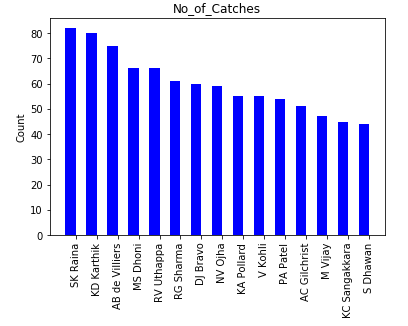 No_of_Catches
Count
80
70
60
50
40
30
20
10
0
SK Raina
KD Karthik
AB de Villiers
MS Dhoni
RV Uthappa
RG Sharma
DJ Bravo
NV Ojha
KA Pollard
V Kohli
PA Patel
AC Gilchrist
M Vijay
KC Sangakkara
S Dhawan